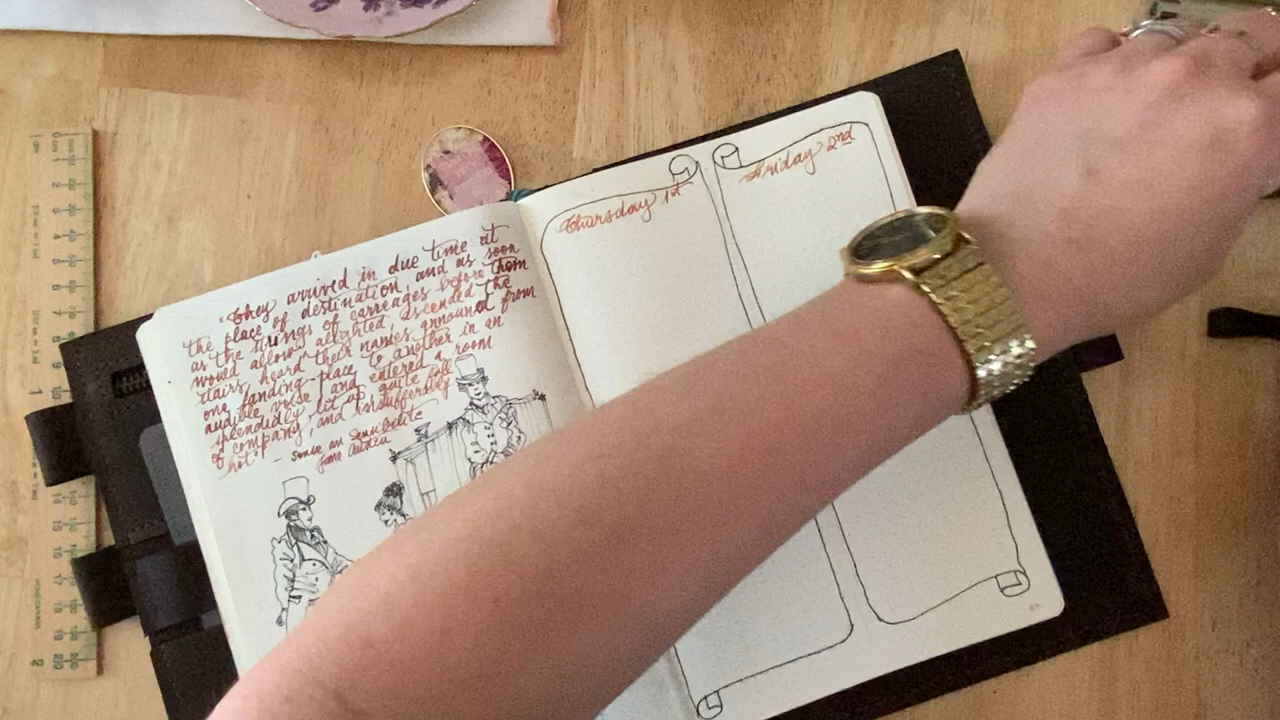 "They arrived in due time at
the place of destination, and as soon
as the strings of carreages before them
would allow, alighted, ascended the
stairs, heard their names announced from
one landing-place to another in an
audible voice, and entered a room
splendidly lit up, quite full
of company, and insufferably
hot" - Sense an Sensibilite
Jane Austen
Thursday 1st
Friday 2nd